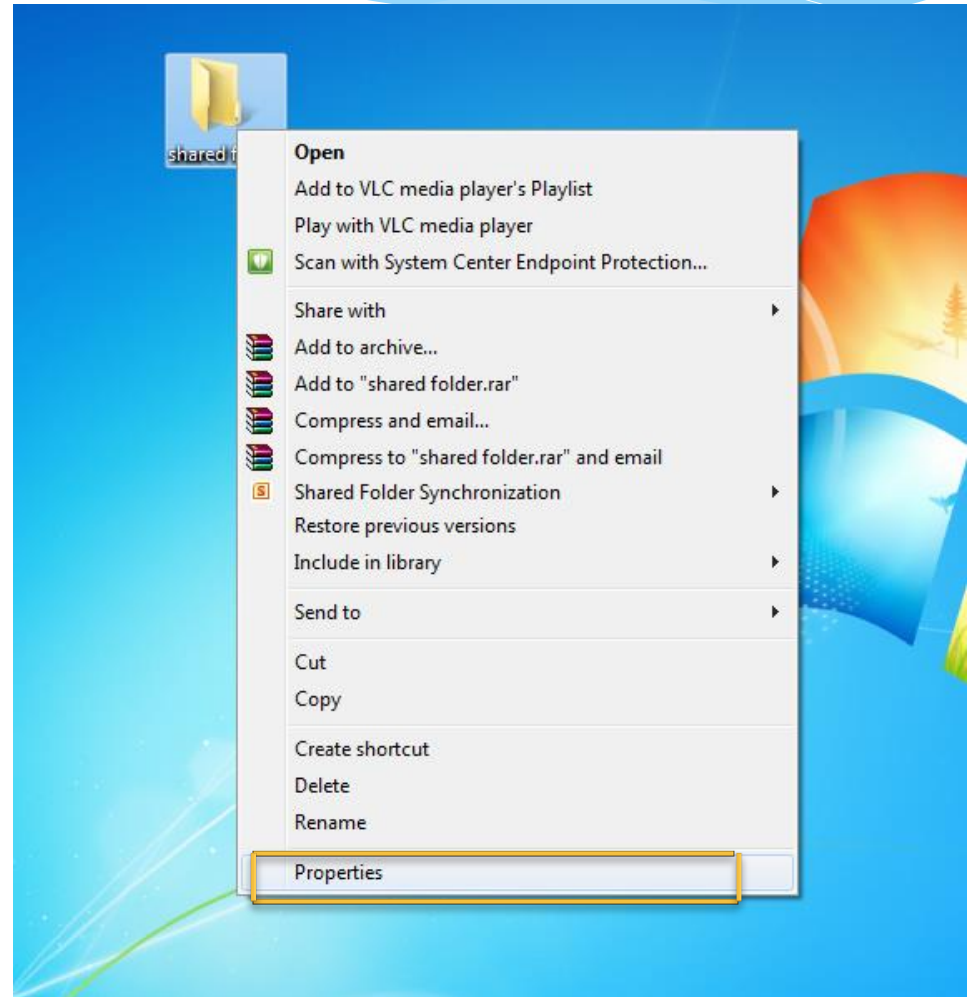 shared f
Open
Add to VLC media player's Playlist
Play with VLC media player
Scan with System Center Endpoint Protection...
Share with
Add to archive...
Add to "shared folder.rar"
Compress and email...
Compress to "shared folder.rar" and email
S
Shared Folder Synchronization
Restore previous versions
Include in library
Send to
Cut
Copy
Create shortcut
Delete
Rename
Properties